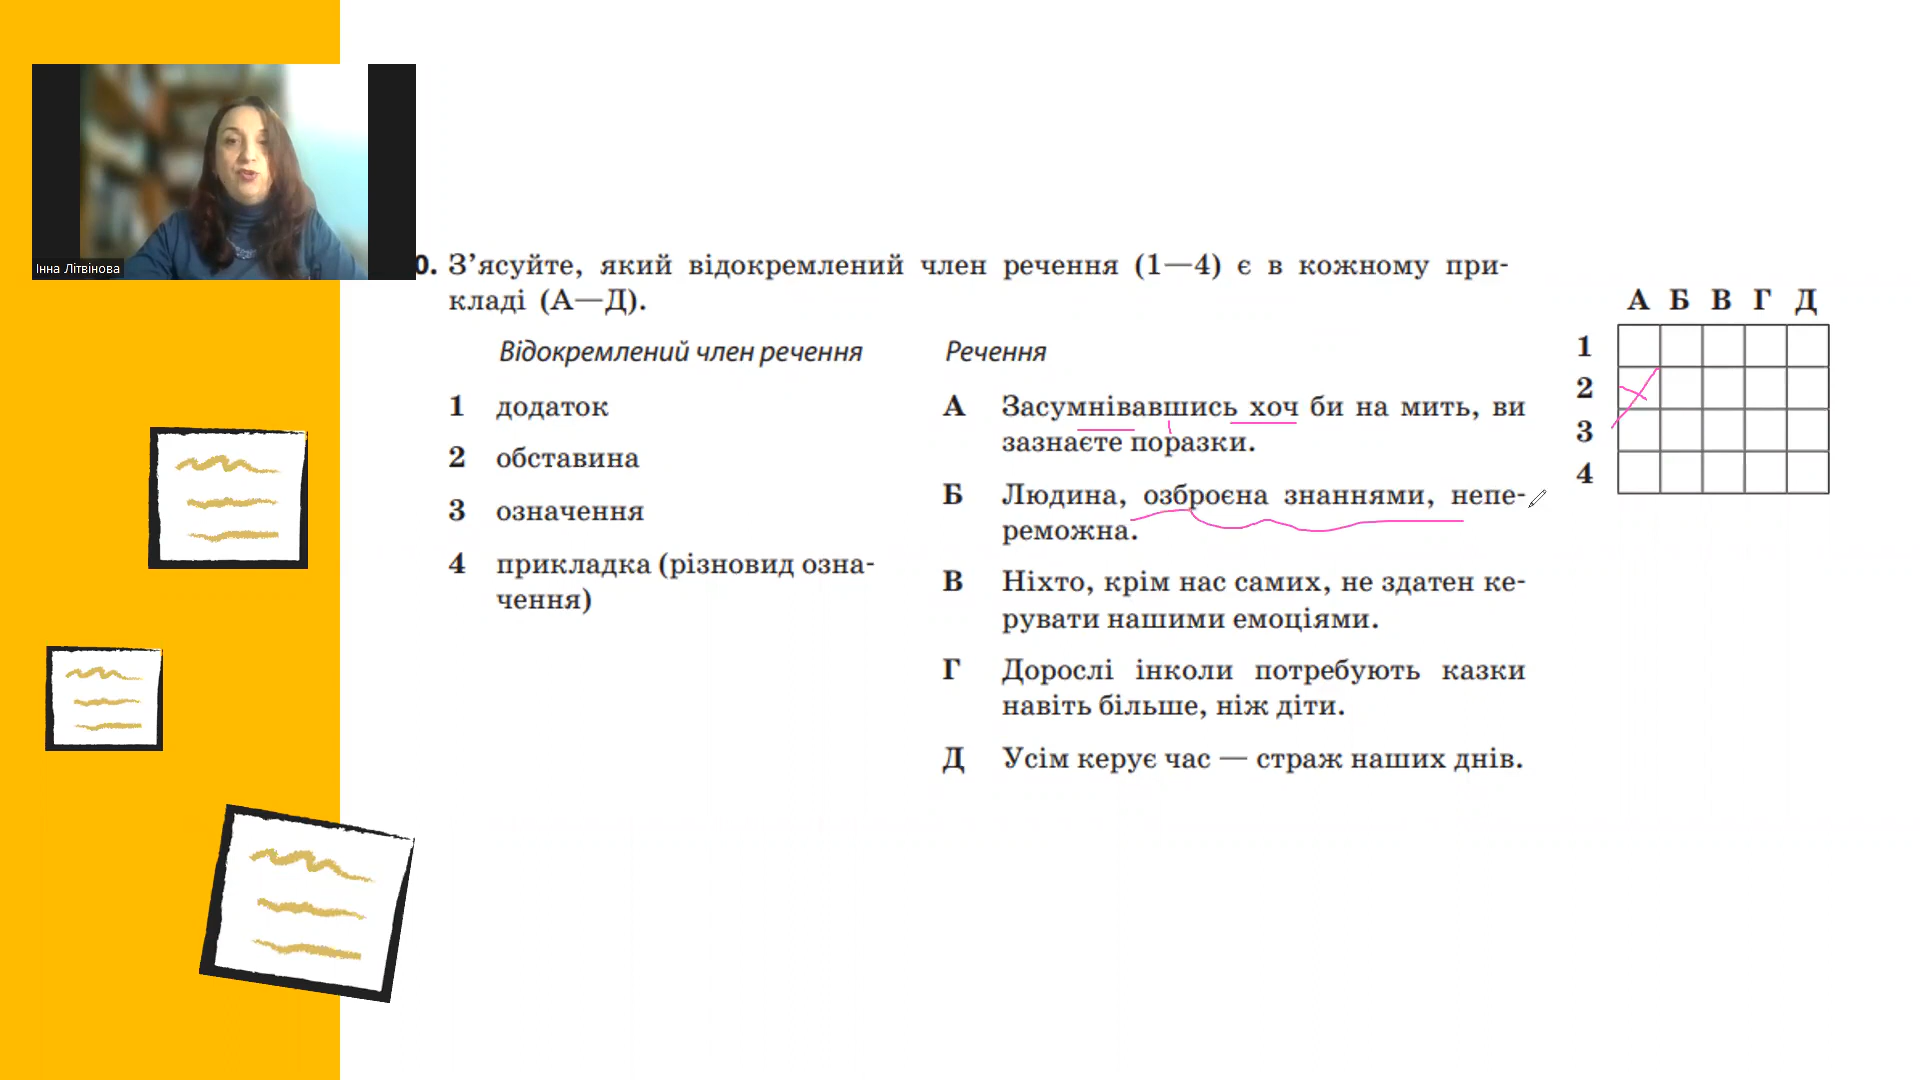 Інна Літвінова
0. З’ясуйте, який відокремлений член речення (1—4) є в кожному при-
кладі (А—Д).
Відокремлений член речення
1 додаток
2 обставина
3 означення
4 прикладка (різновид озна-
чення)
Речення
А Засумнівавшись хоч би на мить, ви
зазнаєте поразки.
Б Людина, озброєна знаннями, непе-
реможна.
В Ніхто, крім нас самих, не здатен ке-
рувати нашими емоціями.
Г Дорослі інколи потребують казки
навіть більше, ніж діти.
Д Усім керує час — страж наших днів.
А Б В Г Д
1
2
3
4